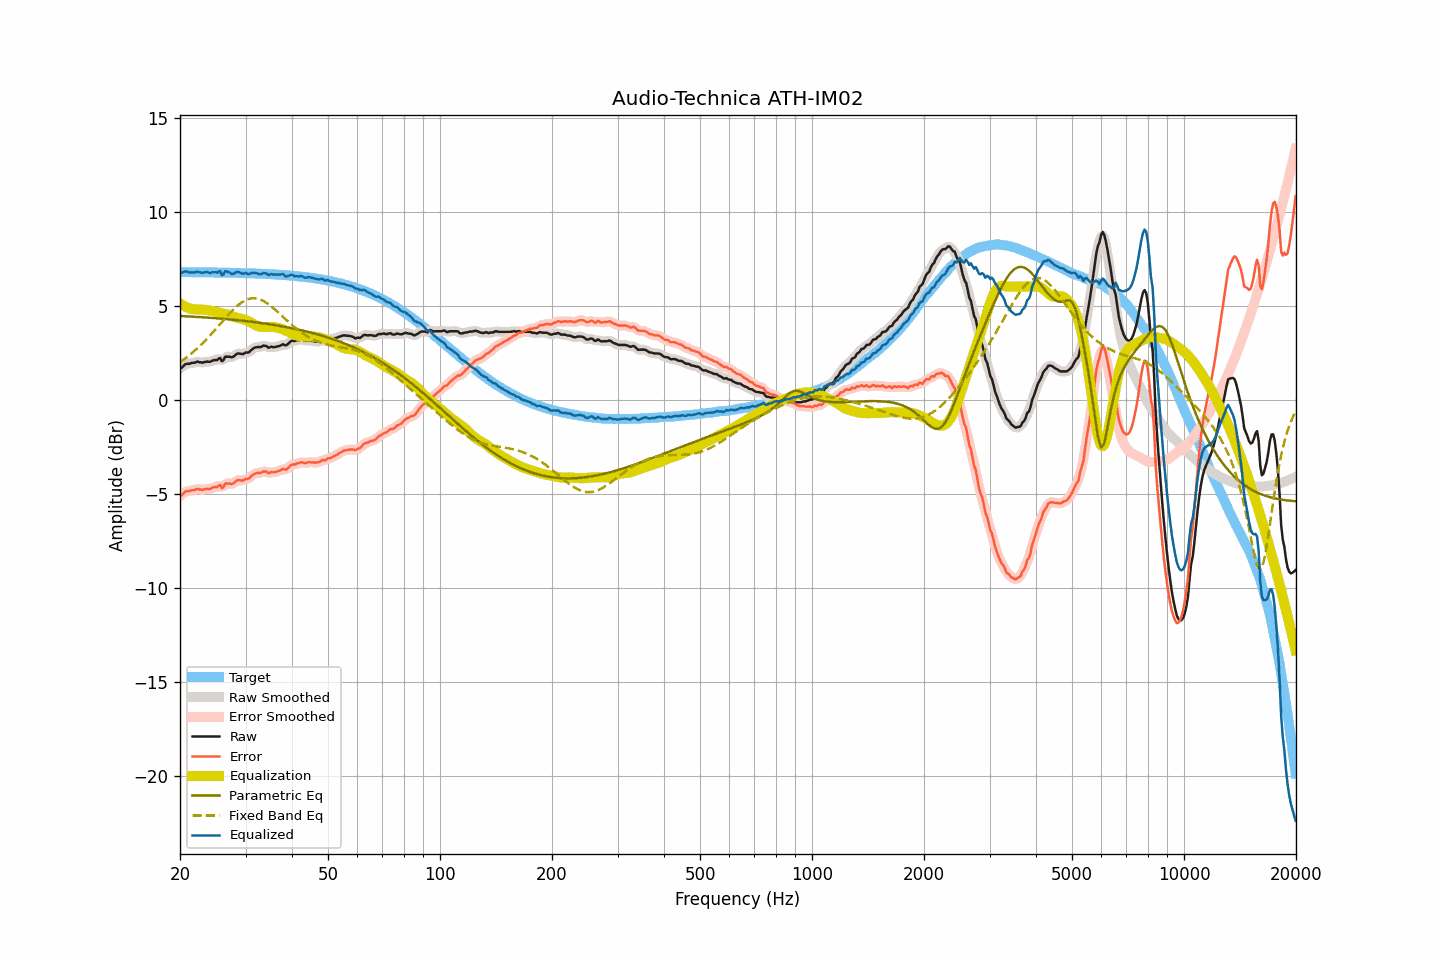 Audio-Technica ATH-IM02
15
10
5
0
−5
−10
−15
−20
Amplitude (dBr)
Target
Raw Smoothed
Error Smoothed
Raw
Error
Equalization
Parametric Eq
Fixed Band Eq
Equalized
20 50 100 200 500 1000 2000 5000 10000 20000
Frequency (Hz)